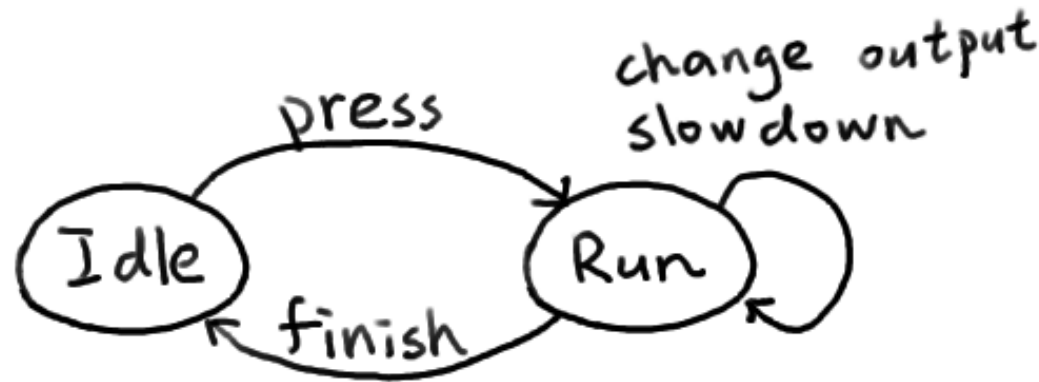 change output
slowdown
press
Idle
Run
finish